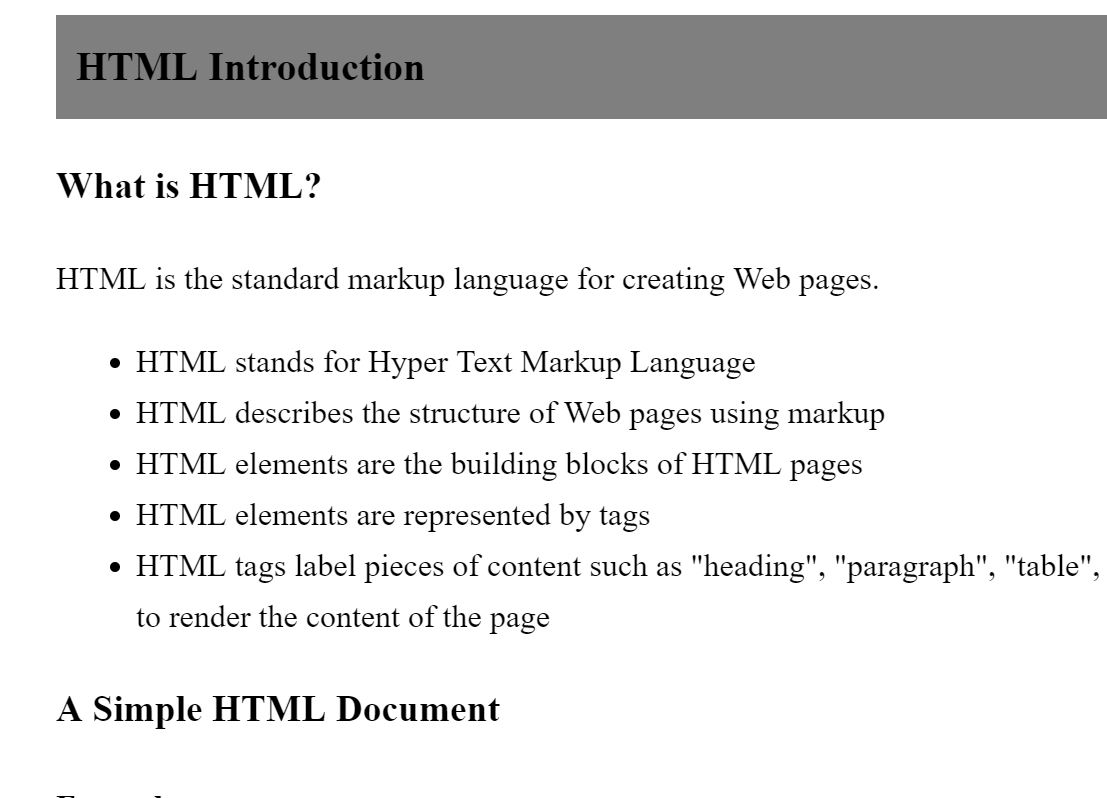 HTML Introduction
What is HTML?
HTML is the standard markup language for creating Web pages.
HTML stands for Hyper Text Markup Language
HTML describes the structure of Web pages using markup
HTML elements are the building blocks of HTML pages
HTML elements are represented by tags
HTML tags label pieces of content such as "heading", "paragraph", "table",
to render the content of the page
A Simple HTML Document